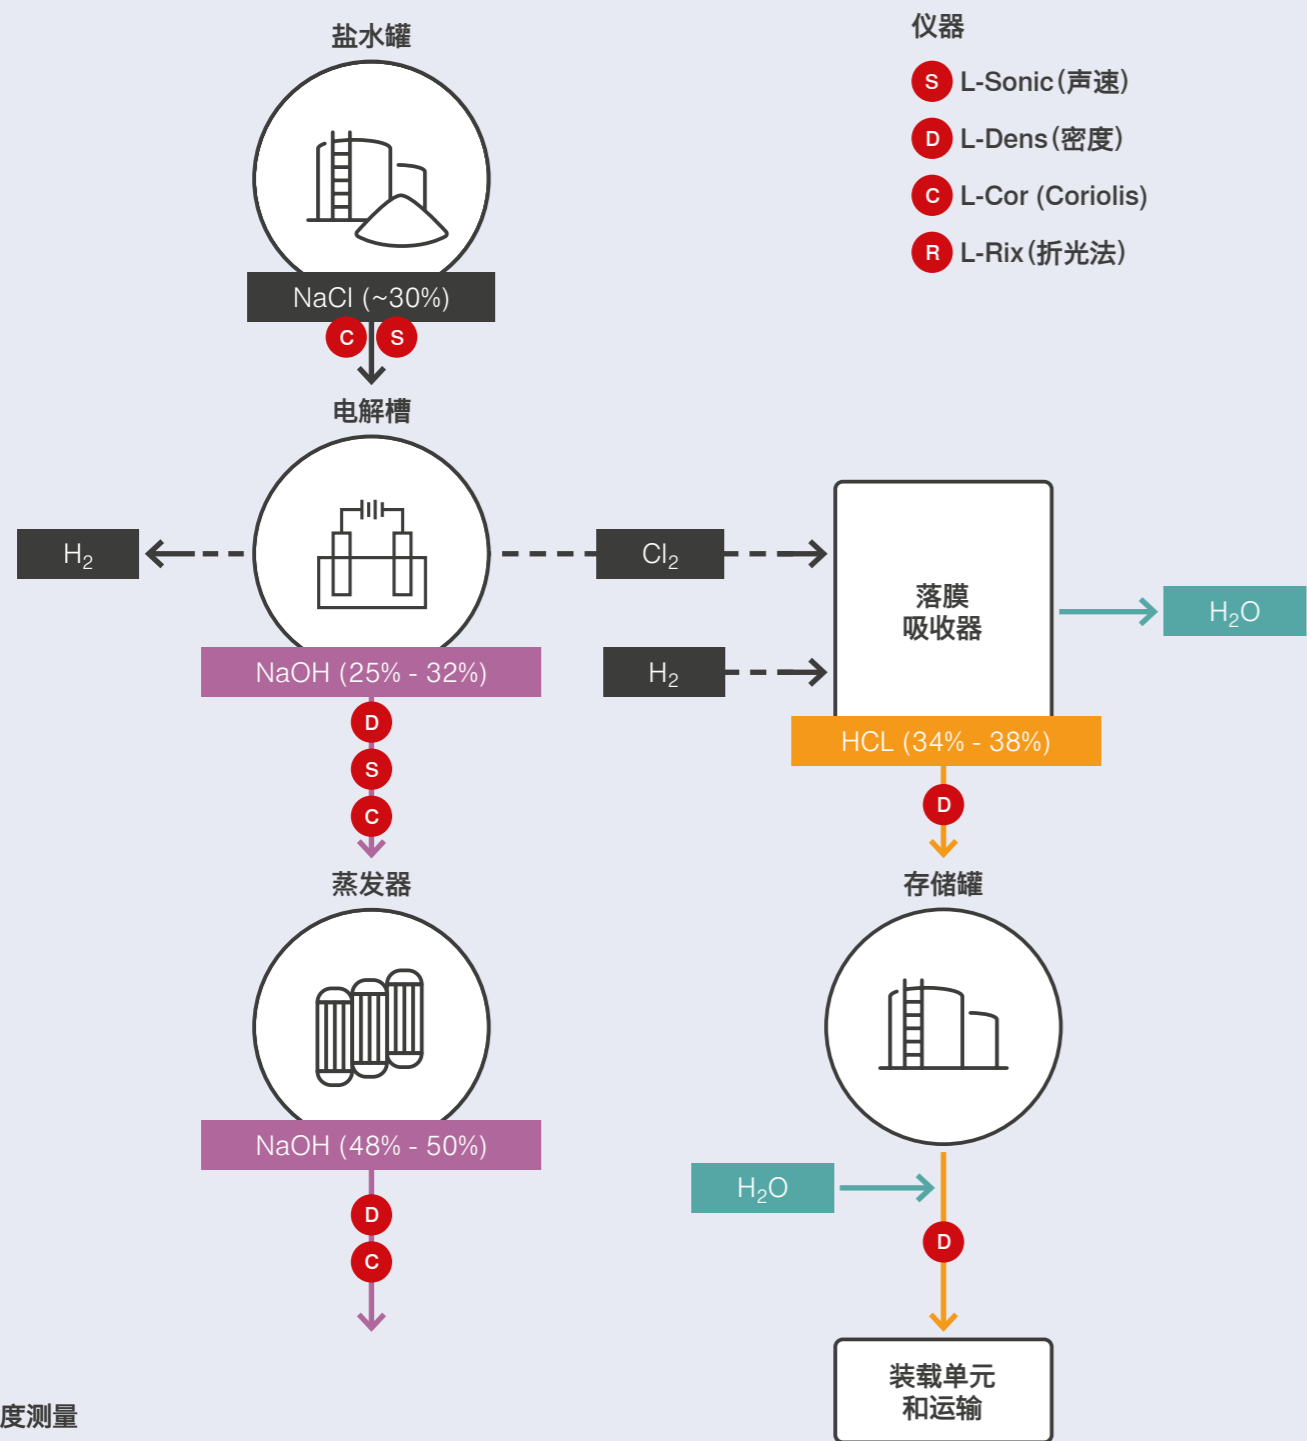 盐水罐
NaCl (~30%)
C S
电解槽
H₂
Cl₂
NaOH (25% - 32%)
D
S
C
蒸发器
NaOH (48% - 50%)
D
C
仪器
S L-Sonic(声速)
D L-Dens(密度)
C L-Cor (Coriolis)
R L-Rix(折光法)
落膜
吸收器
H₂O
H₂
HCL (34% - 38%)
D
存储罐
H₂O
D
装载单元
和运输
度测量